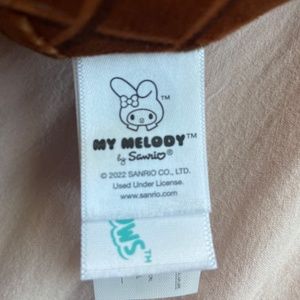 ™
MY MELODY™
by Sanrio®
© 2022 SANRIO CO., LTD.
Used Under License.
www.sanrio.com